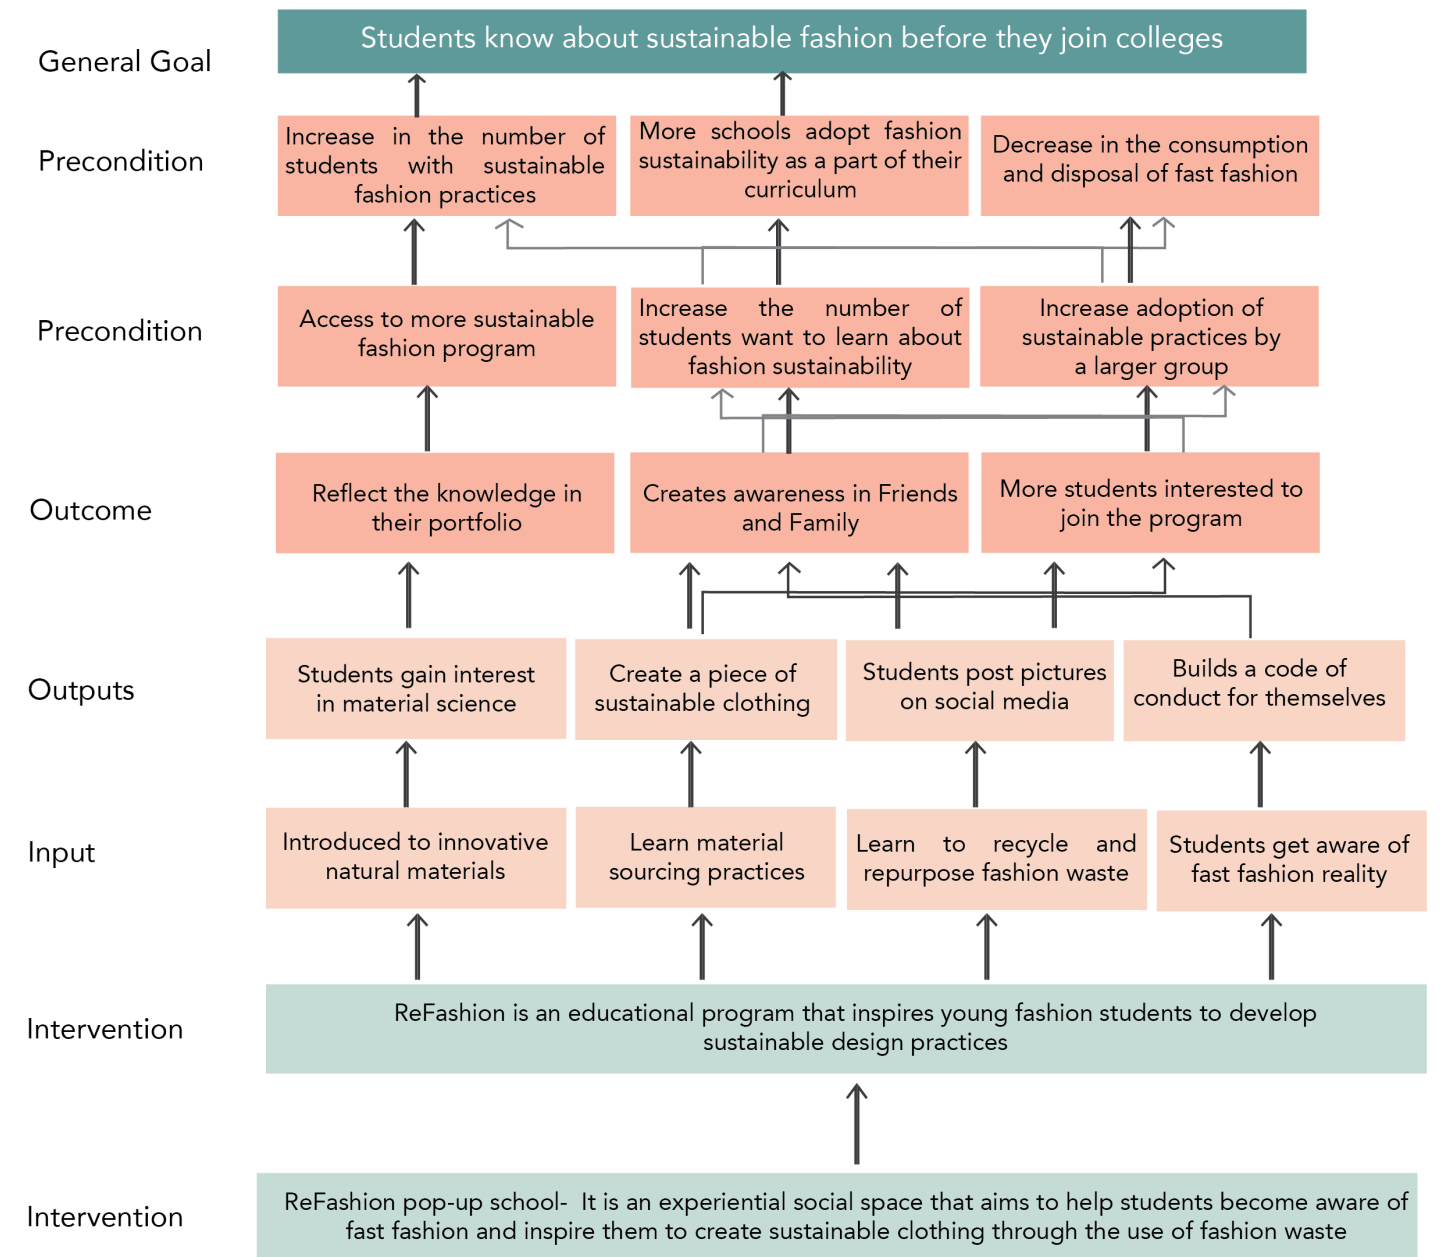 Students know about sustainable fashion before they join colleges
General Goal
Precondition
Increase in the number of
students with sustainable
fashion practices
More schools adopt fashion
sustainability as a part of their
curriculum
Decrease in the consumption
and disposal of fast fashion
Precondition
Access to more sustainable
fashion program
Increase the number of
students want to learn about
fashion sustainability
Increase adoption of
sustainable practices by
a larger group
Outcome
Reflect the knowledge in
their portfolio
Creates awareness in Friends
and Family
More students interested to
join the program
Outputs
Students gain interest
in material science
Create a piece of
sustainable clothing
Students post pictures
on social media
Builds a code of
conduct for themselves
Input
Introduced to innovative
natural materials
Learn material
sourcing practices
Learn to recycle and
repurpose fashion waste
Students get aware of
fast fashion reality
Intervention
ReFashion is an educational program that inspires young fashion students to develop
sustainable design practices
Intervention
ReFashion pop-up school- It is an experiential social space that aims to help students become aware of
fast fashion and inspire them to create sustainable clothing through the use of fashion waste